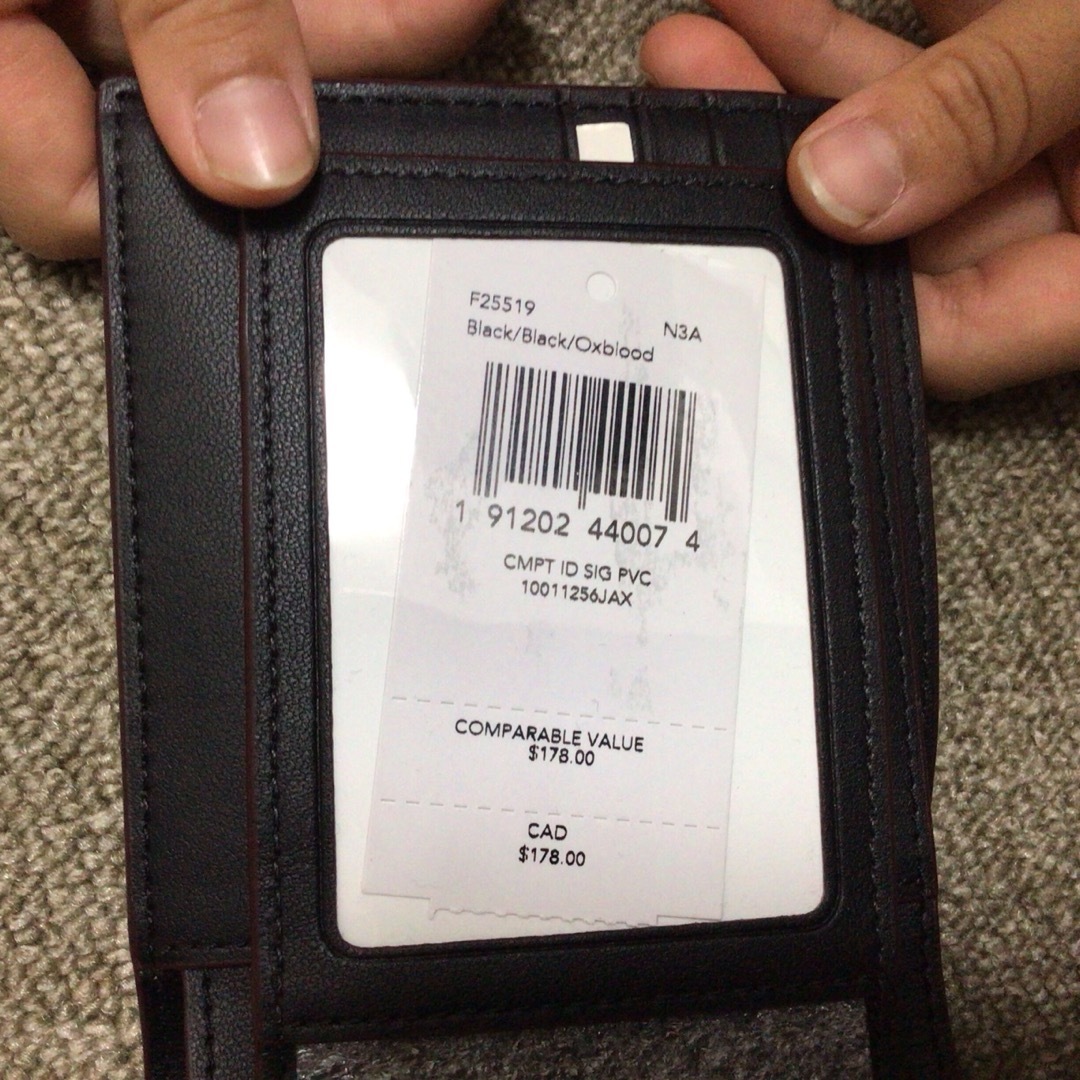 F25519
N3A
Black/Black/Oxblood
1 91202 44007 4
CMPT ID SIG PVC
10011256JAX
COMPARABLE VALUE
$178.00
CAD
$178.00